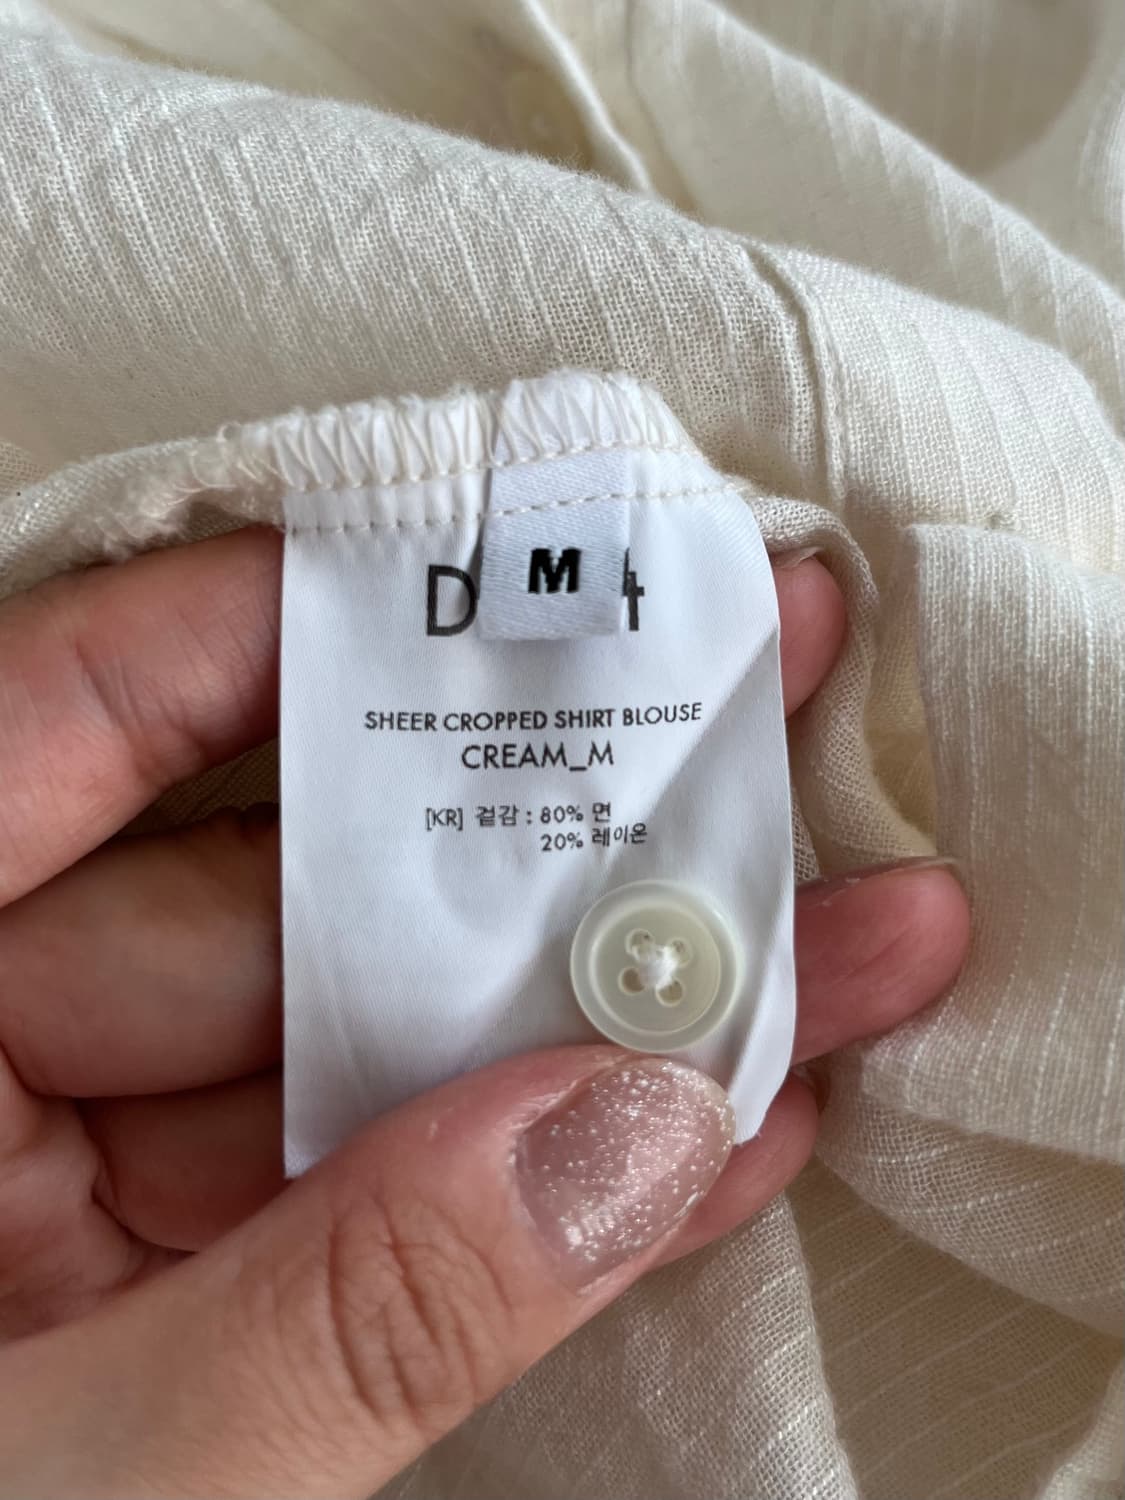 M
SHEER CROPPED SHIRT BLOUSE
CREAM_M
[KR] 겉감 : 80% 면
20% 레이온